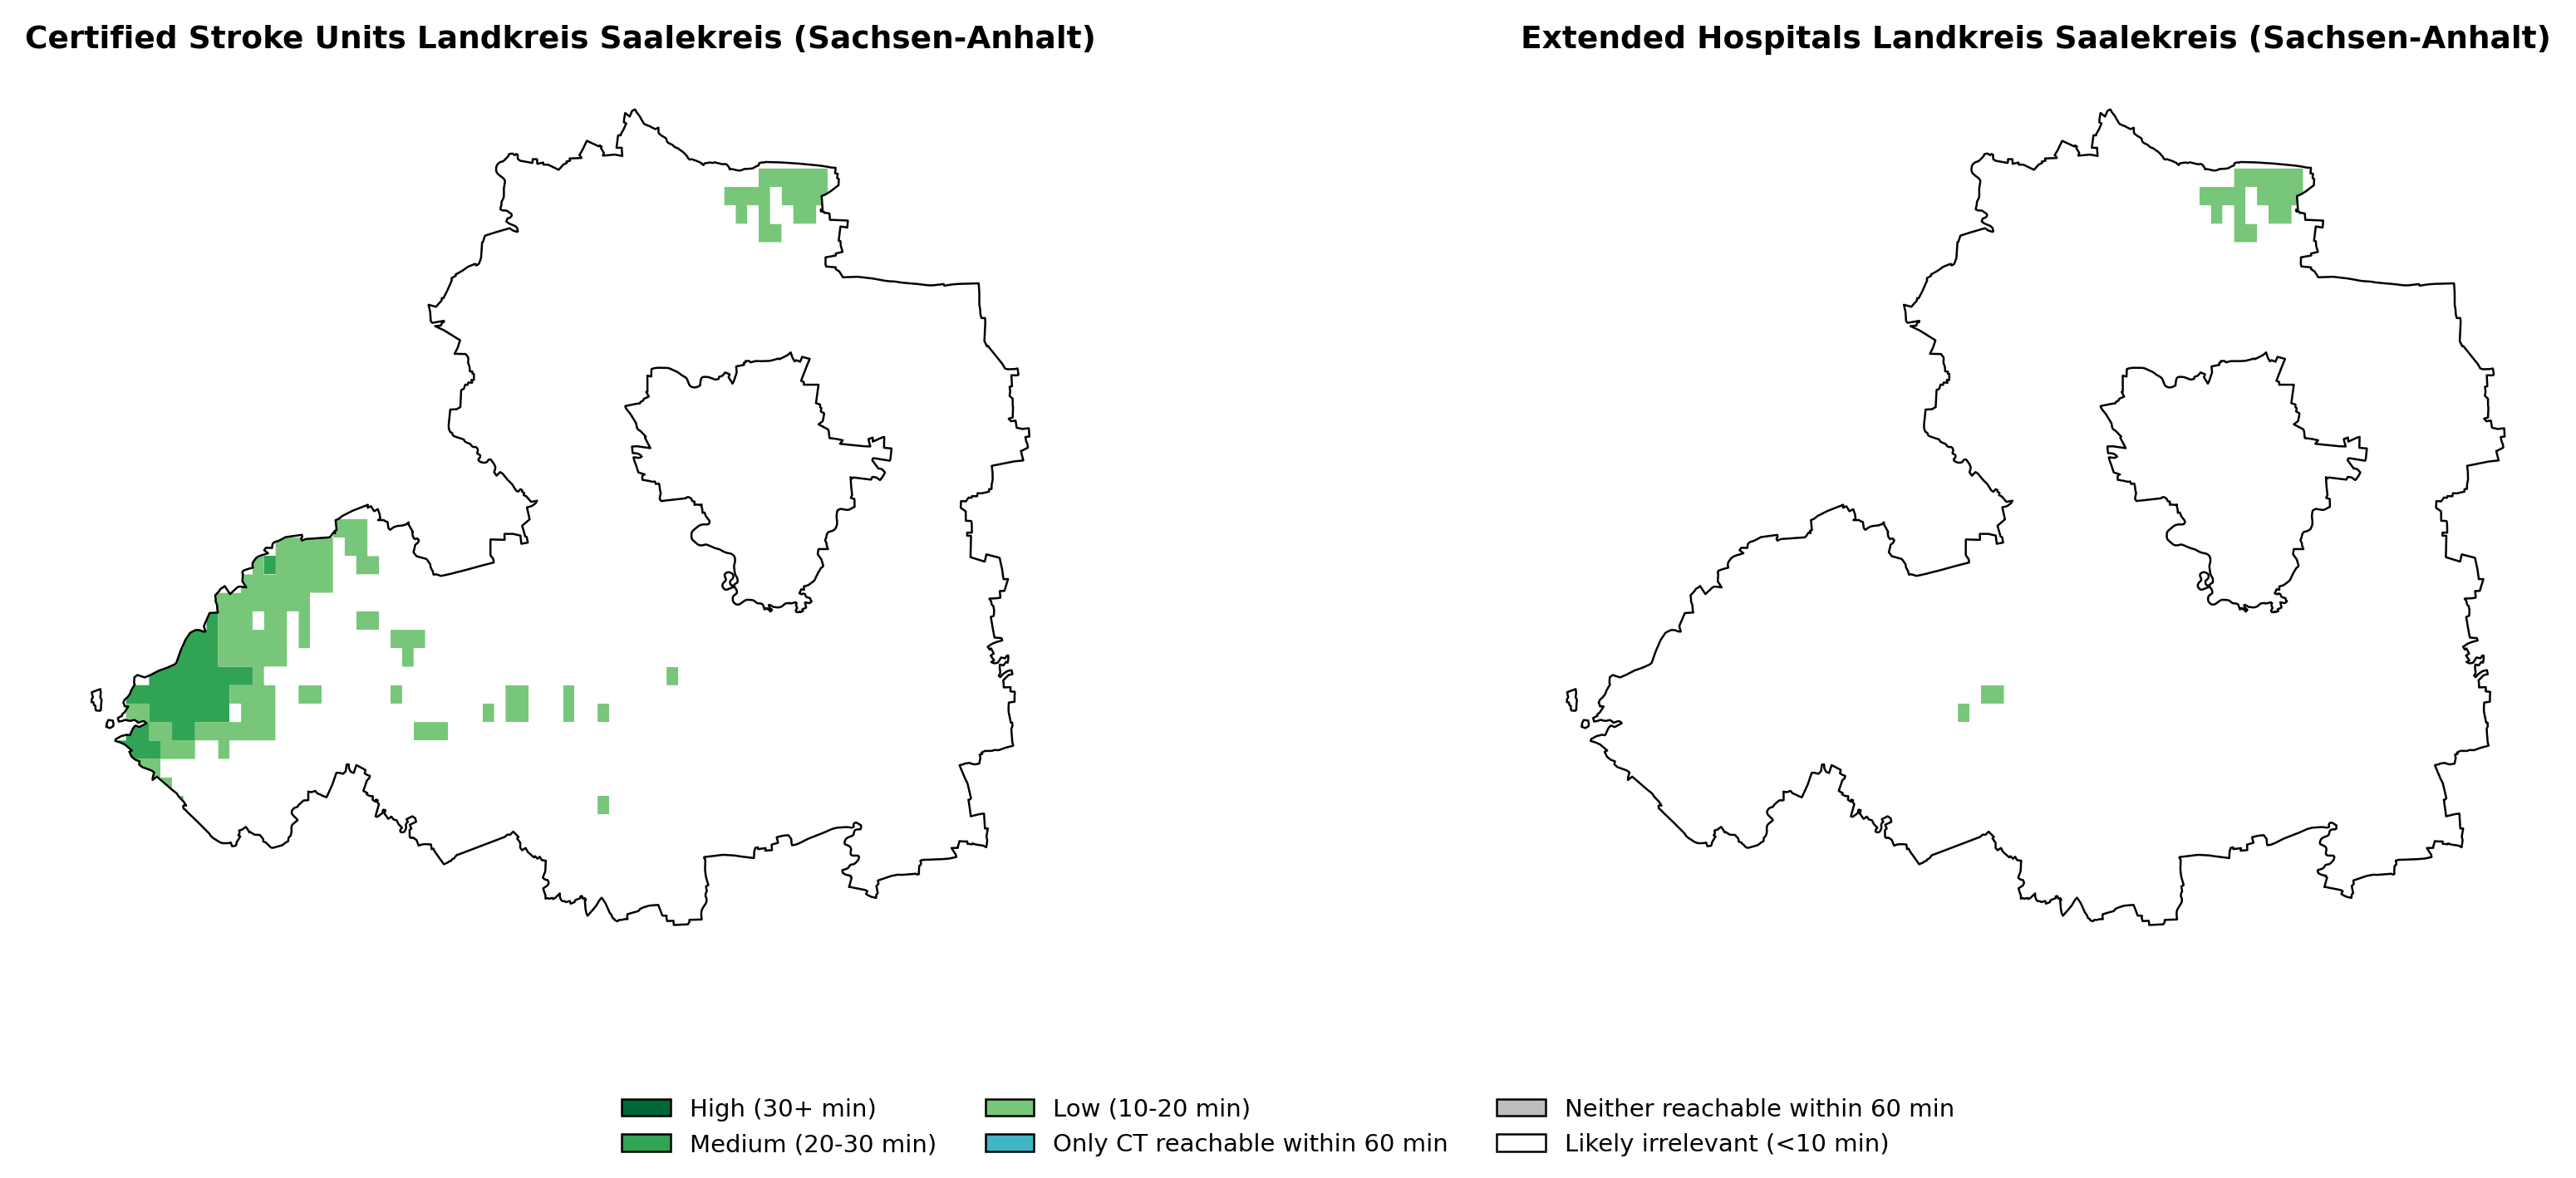 Certified Stroke Units Landkreis Saalekreis (Sachsen-Anhalt)
Extended Hospitals Landkreis Saalekreis (Sachsen-Anhalt)
High (30+ min)
Medium (20-30 min)
Low (10-20 min)
Only CT reachable within 60 min
Neither reachable within 60 min
Likely irrelevant (<10 min)